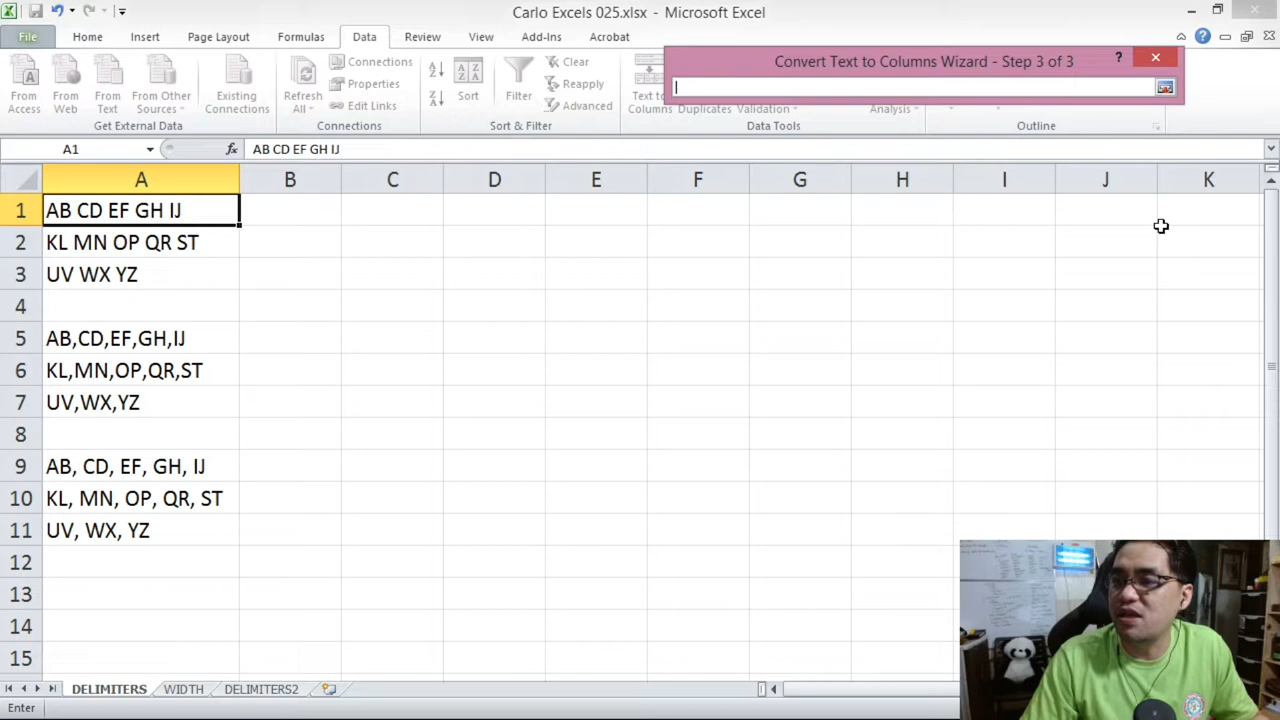 Carlo Excels 025.xlsx - Microsoft Excel
File Home Insert Page Layout Formulas Data Review View Add-Ins Acrobat
Convert Text to Columns Wizard - Step 3 of 3
From Access
From Web
From Text
From Other Sources
Existing Connections
Refresh All
Connections
Properties
Edit Links
Sort
Filter
Clear
Reapply
Advanced
Text to Columns
Duplicates
Validation
Analysis
Get External Data
Connections
Sort & Filter
Data Tools
Outline
A1
fx
AB CD EF GH IJ
A B C D E F G H I J K
1 AB CD EF GH IJ
2 KL MN OP QR ST
3 UV WX YZ
4
5 AB,CD,EF,GH,IJ
6 KL,MN,OP,QR,ST
7 UV,WX,YZ
8
9 AB, CD, EF, GH, IJ
10 KL, MN, OP, QR, ST
11 UV, WX, YZ
12
13
14
15
DELIMITERS WIDTH DELIMITERS2
Enter